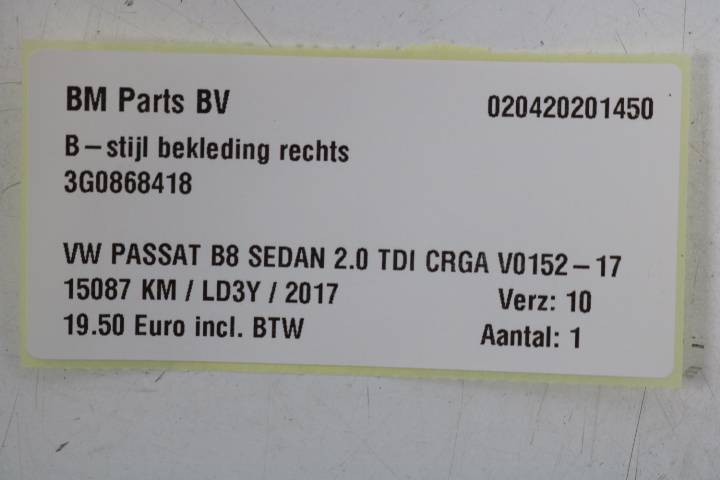 BM Parts BV 020420201450
B-stijl bekleding rechts
3G0868418
VW PASSAT B8 SEDAN 2.0 TDI CRGA V0152-17
15087 KM / LD3Y / 2017 Verz: 10
19.50 Euro incl. BTW Aantal: 1